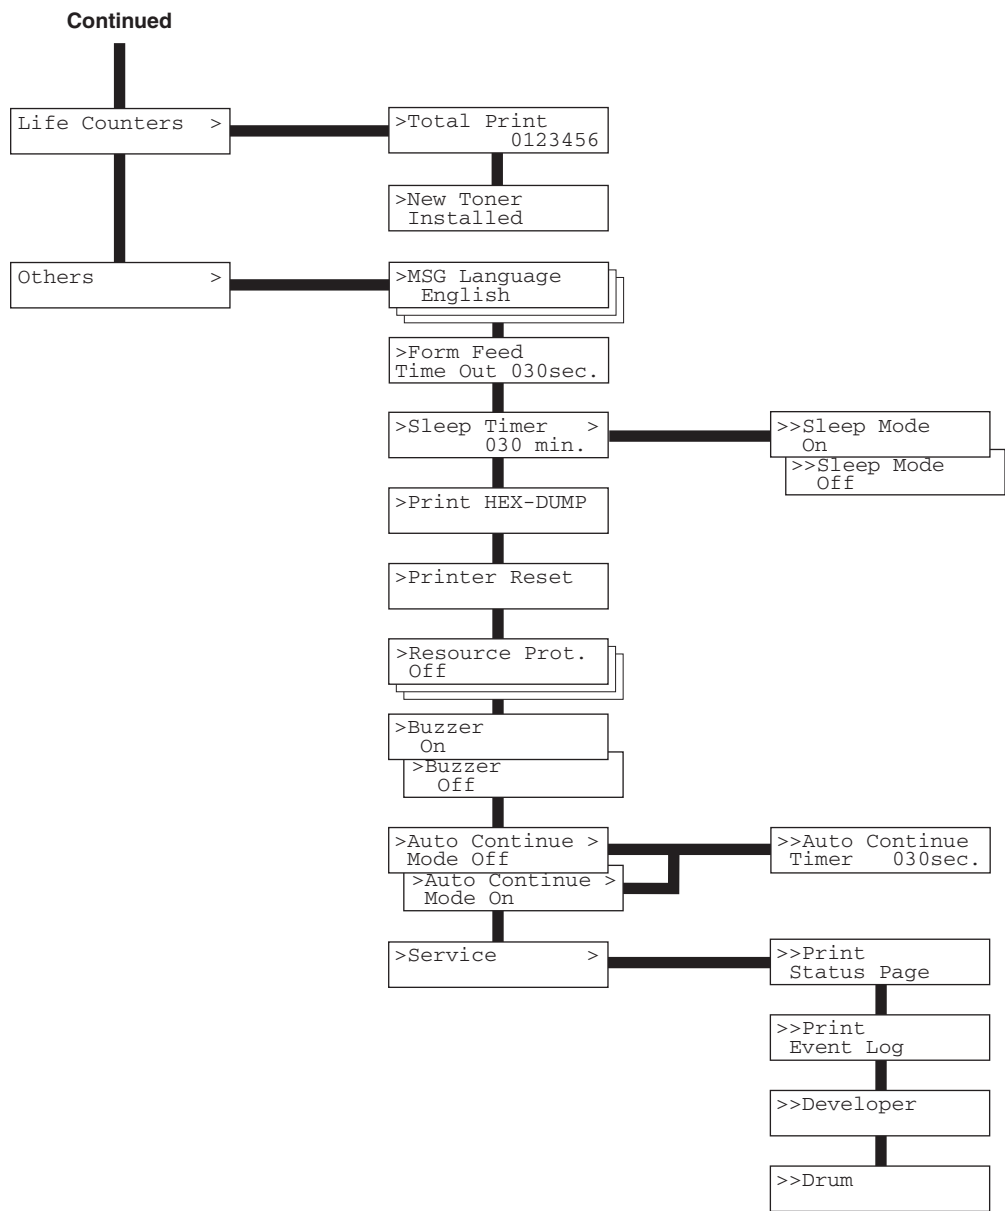 Continued
Life Counters >
>Total Print
0123456
>New Toner
Installed
Others >
>MSG Language
English
>Form Feed
Time Out 030sec.
>Sleep Timer >
030 min.
>>Sleep Mode
On
>>Sleep Mode
Off
>Print HEX-DUMP
>Printer Reset
>Resource Prot.
Off
>Buzzer
On
>Buzzer
Off
>Auto Continue >
Mode Off
>Auto Continue >
Mode On
>>Auto Continue
Timer 030sec.
>Service >
>>Print
Status Page
>>Print
Event Log
>>Developer
>>Drum